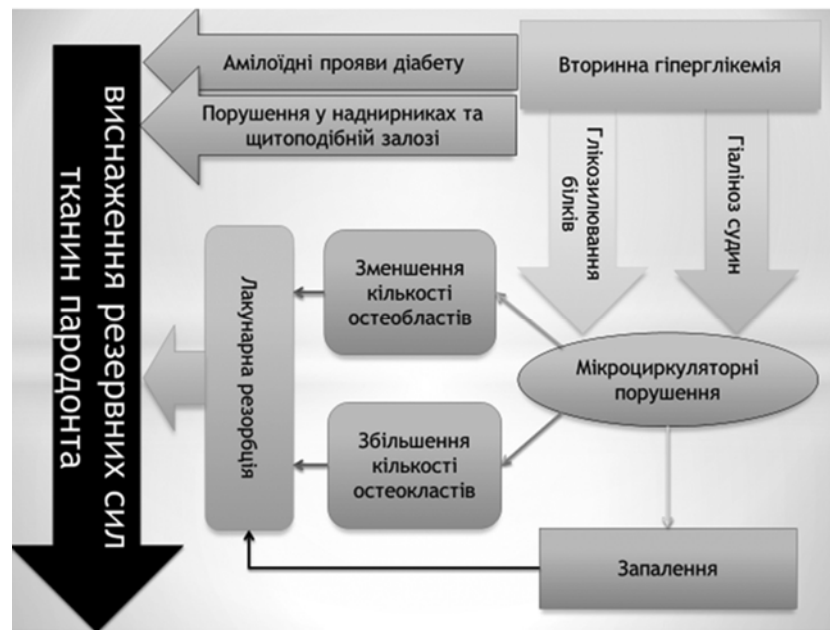 Амілоїдні прояви діабету
Вторинна гіперглікемія
Порушення у наднирниках та
щитоподібній залозі
Глікозилювання
білків
Гіаліноз судин
виснаження резервних сил
тканин пародонта
Лакунарна резорбція
Зменшення
кількості
остеобластів
Мікроциркуляторні
порушення
Збільшення
кількості
остеокластів
Запалення